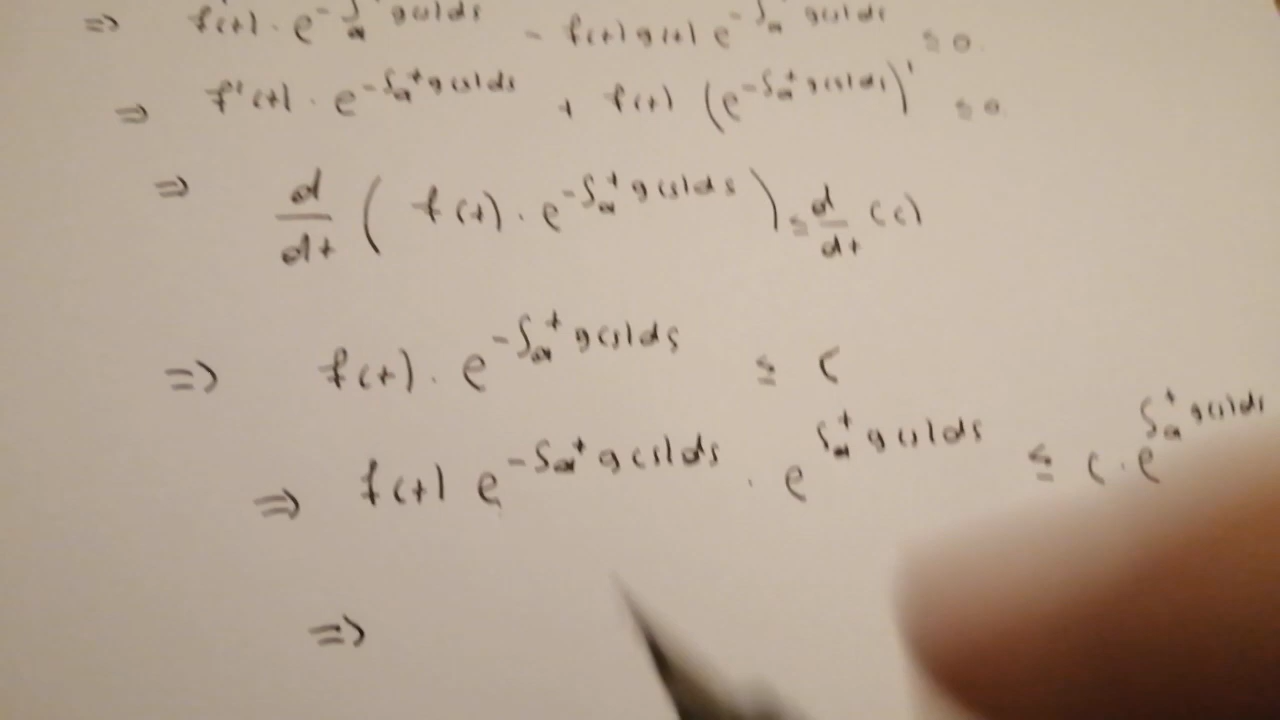 ⇒ f'(t) · e^{-∫_a^t g(s)ds} - f(t) g(t) e^{-∫_a^t g(s)ds} ≤ 0
⇒ f'(t) · e^{-∫_a^t g(s)ds} + f(t) (e^{-∫_a^t g(s)ds})' ≤ 0
⇒ d/dt ( f(t) · e^{-∫_a^t g(s)ds} ) ≤ d/dt (c)
⇒ f(t) · e^{-∫_a^t g(s)ds} ≤ c
⇒ f(t) e^{-∫_a^t g(s)ds} · e^{∫_a^t g(s)ds} ≤ c · e^{∫_a^t g(s)ds}
⇒